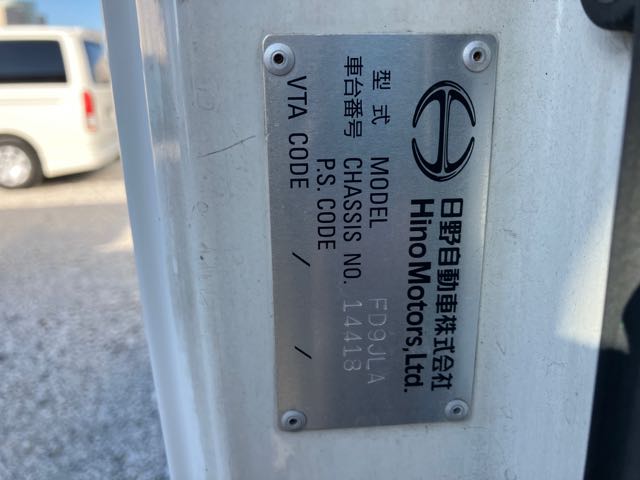 日野自動車株式会社
Hino Motors, Ltd.
型式 MODEL FD9JLA
車台番号 CHASSIS NO. 14418
P.S. CODE
VTA CODE / /